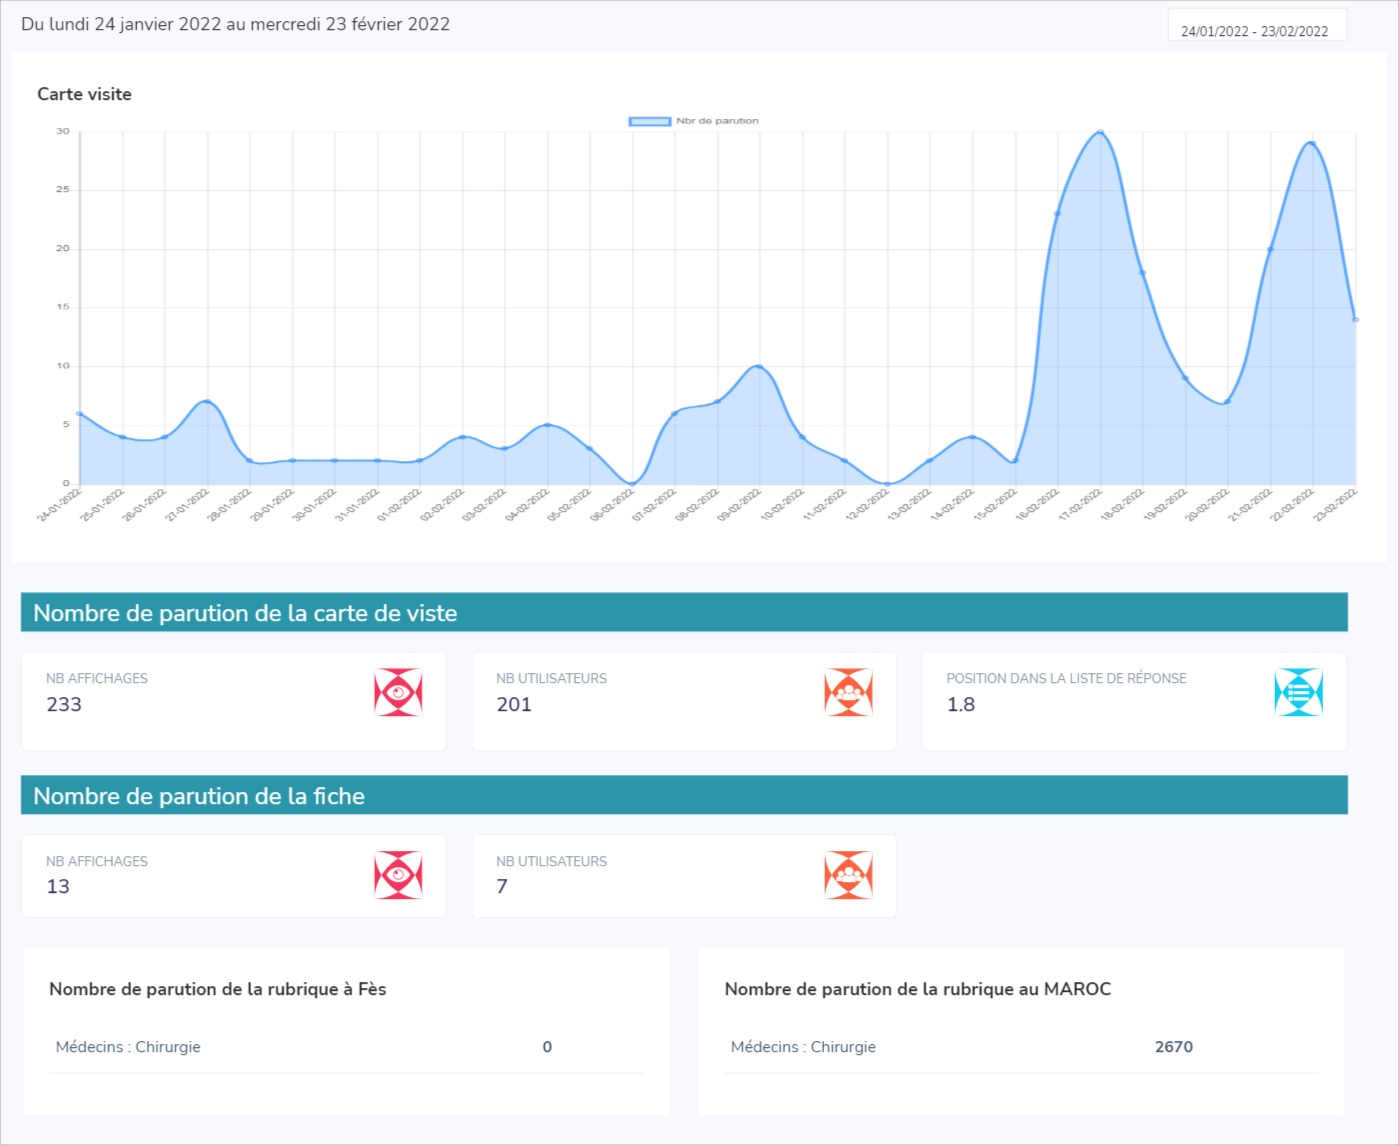 Du lundi 24 janvier 2022 au mercredi 23 février 2022
24/01/2022 - 23/02/2022
Carte visite
Nbr de parution
30
25
20
15
10
5
0
24-01-2022
25-01-2022
26-01-2022
27-01-2022
28-01-2022
29-01-2022
30-01-2022
31-01-2022
01-02-2022
02-02-2022
03-02-2022
04-02-2022
05-02-2022
06-02-2022
07-02-2022
08-02-2022
09-02-2022
10-02-2022
11-02-2022
12-02-2022
13-02-2022
14-02-2022
15-02-2022
16-02-2022
17-02-2022
18-02-2022
19-02-2022
20-02-2022
21-02-2022
22-02-2022
23-02-2022
Nombre de parution de la carte de viste
NB AFFICHAGES
233
NB UTILISATEURS
201
POSITION DANS LA LISTE DE RÉPONSE
1.8
Nombre de parution de la fiche
NB AFFICHAGES
13
NB UTILISATEURS
7
Nombre de parution de la rubrique à Fès
Médecins : Chirurgie 0
Nombre de parution de la rubrique au MAROC
Médecins : Chirurgie 2670